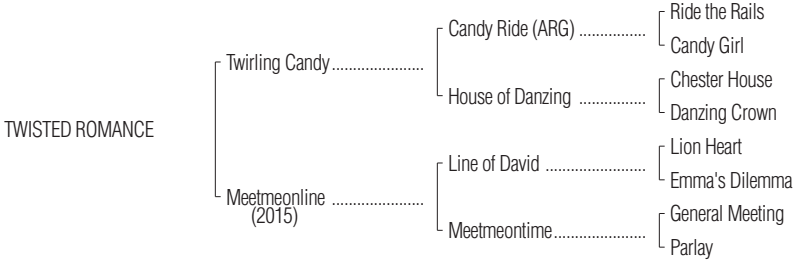 Ride the Rails
Candy Ride (ARG) ................
Candy Girl
Twirling Candy ......................
Chester House
House of Danzing ................
Danzing Crown
TWISTED ROMANCE
Lion Heart
Line of David ........................
Emma's Dilemma
Meetmeonline ......................
(2015)
General Meeting
Meetmeontime ......................
Parlay